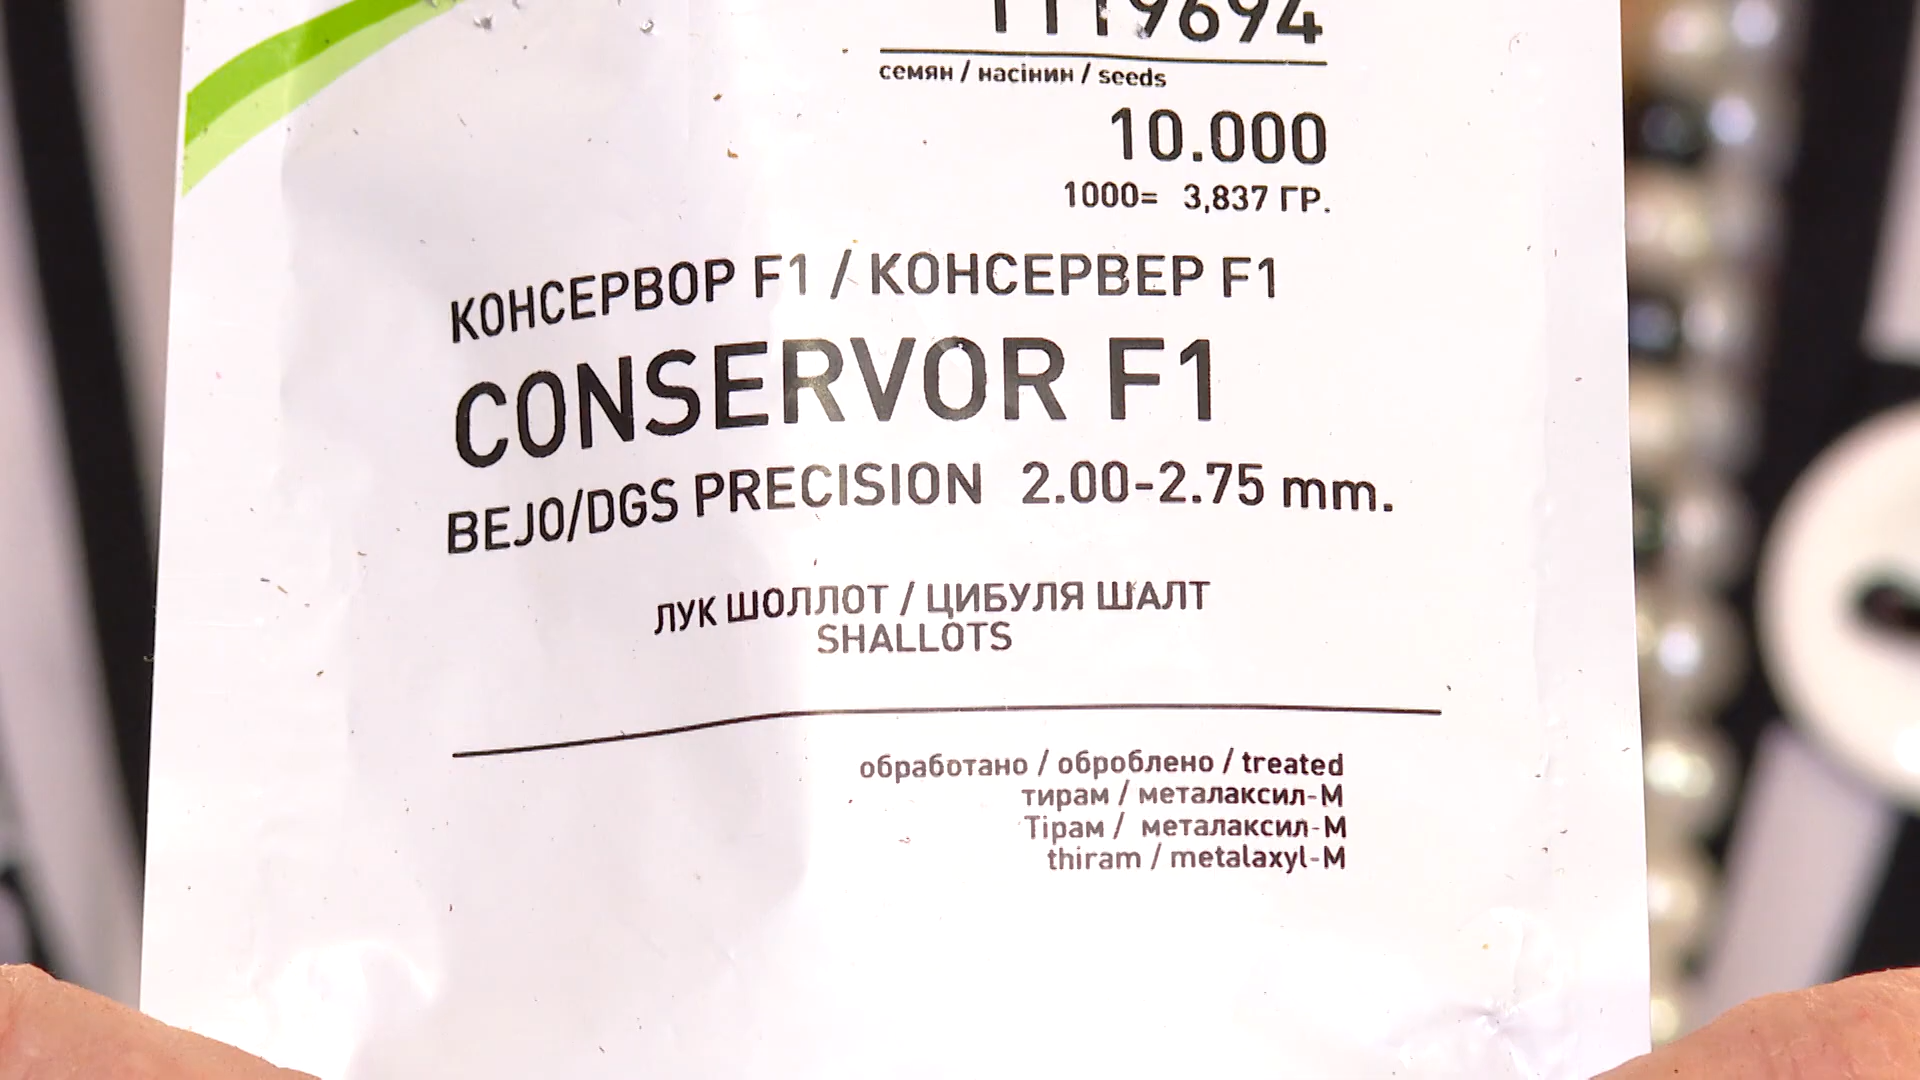 1119694
семян / насінин / seeds
10.000
1000= 3,837 ГР.
КОНСЕРВОР F1 / КОНСЕРВЕР F1
CONSERVOR F1
BEJO/DGS PRECISION 2.00-2.75 mm.
ЛУК ШОЛЛОТ / ЦИБУЛЯ ШАЛТ
SHALLOTS
обработано / оброблено / treated
тирам / металаксил-М
Тірам / металаксил-М
thiram / metalaxyl-M